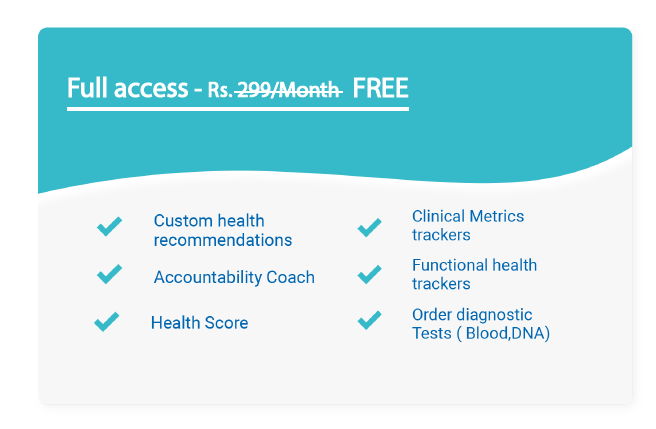 Full access - Rs. 299/Month FREE
Custom health
recommendations
Accountability Coach
Health Score
Clinical Metrics
trackers
Functional health
trackers
Order diagnostic
Tests ( Blood,DNA)